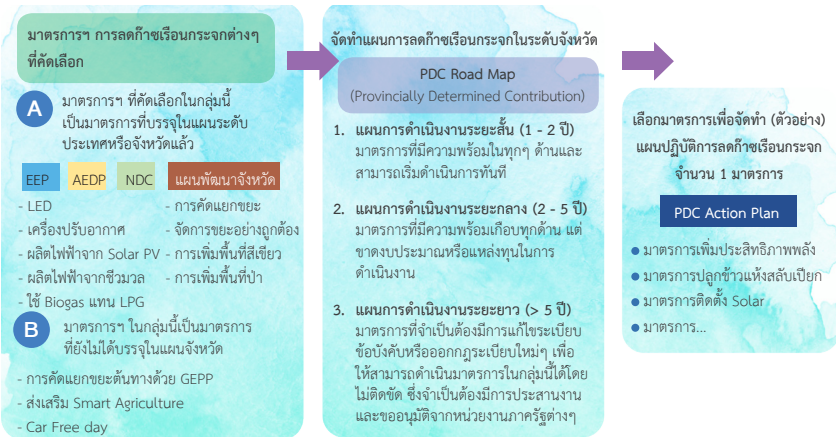 มาตรการฯ การลดก๊าซเรือนกระจกต่างๆ
ที่คัดเลือก
A
มาตรการฯ ที่คัดเลือกในกลุ่มนี้
เป็นมาตรการที่บรรจุในแผนระดับ
ประเทศหรือจังหวัดแล้ว
EEP AEDP NDC แผนพัฒนาจังหวัด
- LED
- เครื่องปรับอากาศ
- ผลิตไฟฟ้าจาก Solar PV
- ผลิตไฟฟ้าจากชีวมวล
- ใช้ Biogas แทน LPG
- การคัดแยกขยะ
- จัดการขยะอย่างถูกต้อง
- การเพิ่มพื้นที่สีเขียว
- การเพิ่มพื้นที่ป่า
B
มาตรการฯ ในกลุ่มนี้เป็นมาตรการ
ที่ยังไม่ได้บรรจุในแผนจังหวัด
- การคัดแยกขยะต้นทางด้วย GEPP
- ส่งเสริม Smart Agriculture
- Car Free day
จัดทำแผนการลดก๊าซเรือนกระจกในระดับจังหวัด
PDC Road Map
(Provincially Determined Contribution)
1. แผนการดำเนินงานระยะสั้น (1 - 2 ปี)
มาตรการที่มีความพร้อมในทุกๆ ด้านและ
สามารถเริ่มดำเนินการทันที
2. แผนการดำเนินงานระยะกลาง (2 - 5 ปี)
มาตรการที่มีความพร้อมเกือบทุกด้าน แต่
ขาดงบประมาณหรือแหล่งทุนในการ
ดำเนินงาน
3. แผนการดำเนินงานระยะยาว (> 5 ปี)
มาตรการที่จำเป็นต้องมีการแก้ไขระเบียบ
ข้อบังคับหรือออกกฎระเบียบใหม่ๆ เพื่อ
ให้สามารถดำเนินมาตรการในกลุ่มนี้ได้โดย
ไม่ติดขัด ซึ่งจำเป็นต้องมีการประสานงาน
และขออนุมัติจากหน่วยงานภาครัฐต่างๆ
เลือกมาตรการเพื่อจัดทำ (ตัวอย่าง)
แผนปฏิบัติการลดก๊าซเรือนกระจก
จำนวน 1 มาตรการ
PDC Action Plan
● มาตรการเพิ่มประสิทธิภาพพลัง
● มาตรการปลูกข้าวแห้งสลับเปียก
● มาตรการติดตั้ง Solar
● มาตรการ...